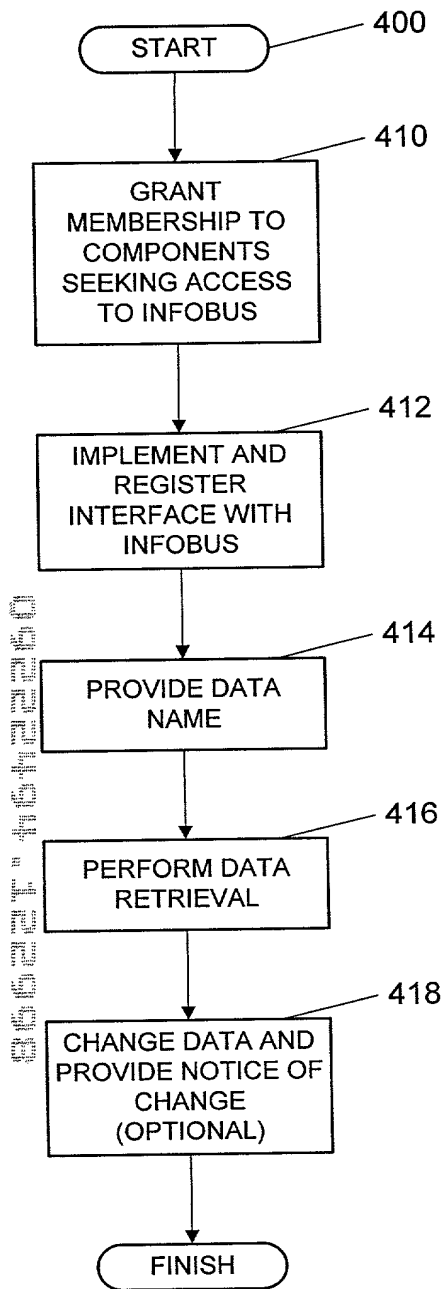 START
400
410
GRANT
MEMBERSHIP TO
COMPONENTS
SEEKING ACCESS
TO INFOBUS
412
IMPLEMENT AND
REGISTER
INTERFACE WITH
INFOBUS
414
PROVIDE DATA
NAME
416
PERFORM DATA
RETRIEVAL
418
CHANGE DATA AND
PROVIDE NOTICE OF
CHANGE
(OPTIONAL)
FINISH